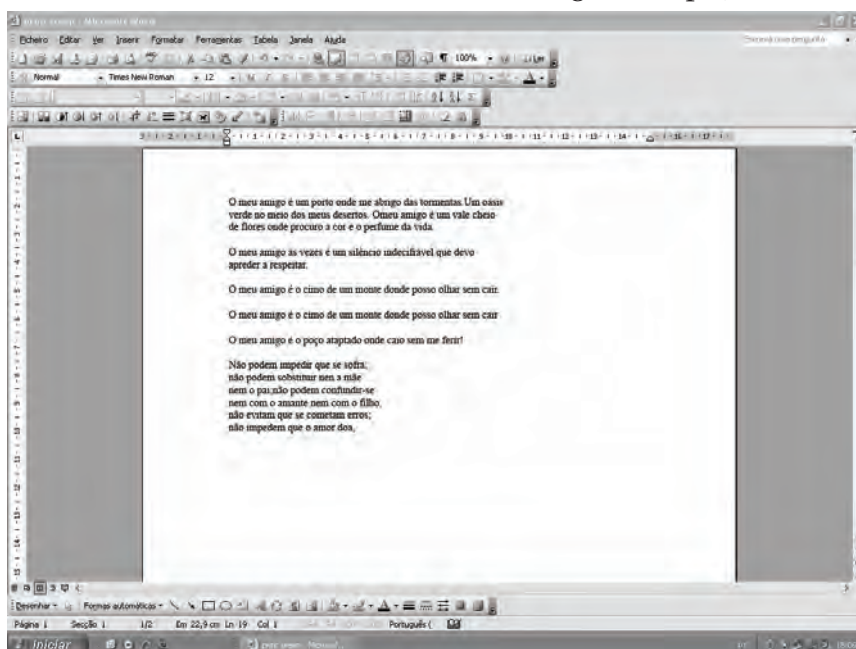 Ficheiro Editar Ver Inserir Formatar Ferramentas Tabela Janela Ajuda
100%
Normal Times New Roman 12
O meu amigo é um porto onde me abrigo das tormentas.Um oásis
verde no meio dos meus desertos. Omeu amigo é um vale cheio
de flores onde procuro a cor e o perfume da vida.
O meu amigo às vezes é um silêncio indecifrável que devo
apreder a respeitar.
O meu amigo é o cimo de um monte donde posso olhar sem cair.
O meu amigo é o cimo de um monte donde posso olhar sem cair
O meu amigo é o poço ataptado onde caio sem me ferir!
Não podem impedir que se sofra;
não podem sobstituir nen a mãe
nem o pai;não podem confundir-se
nem com o amante nem com o filho;
não evitam que se cometam erros;
não impedem que o amor doa,
Desenhar Formas automáticas
Página 1 Secção 1 1/2 Em 22,9 cm Ln 19 Col 1 Português (
Iniciar